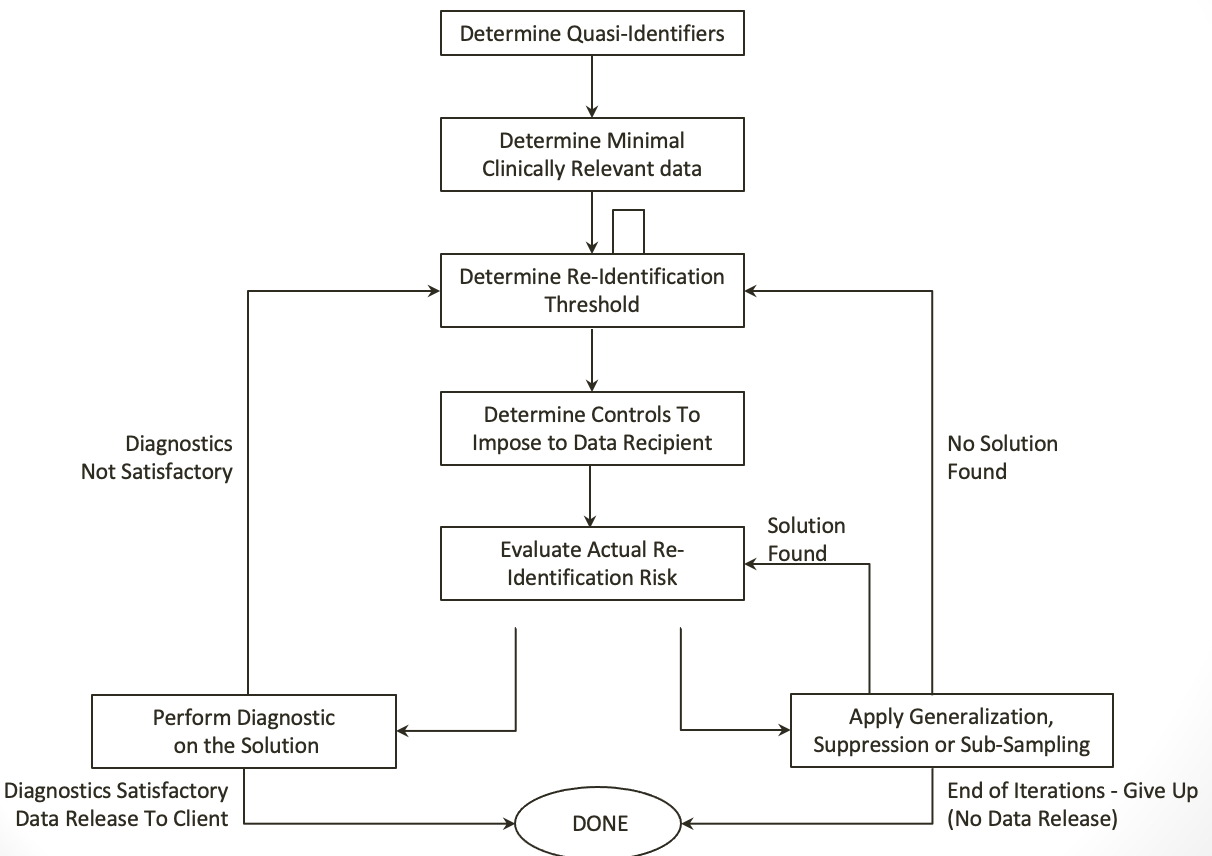 Determine Quasi-Identifiers
Determine Minimal
Clinically Relevant data
Determine Re-Identification
Threshold
Determine Controls To
Impose to Data Recipient
Diagnostics
Not Satisfactory
No Solution
Found
Solution
Found
Evaluate Actual Re-
Identification Risk
Perform Diagnostic
on the Solution
Apply Generalization,
Suppression or Sub-Sampling
Diagnostics Satisfactory
Data Release To Client
DONE
End of Iterations - Give Up
(No Data Release)